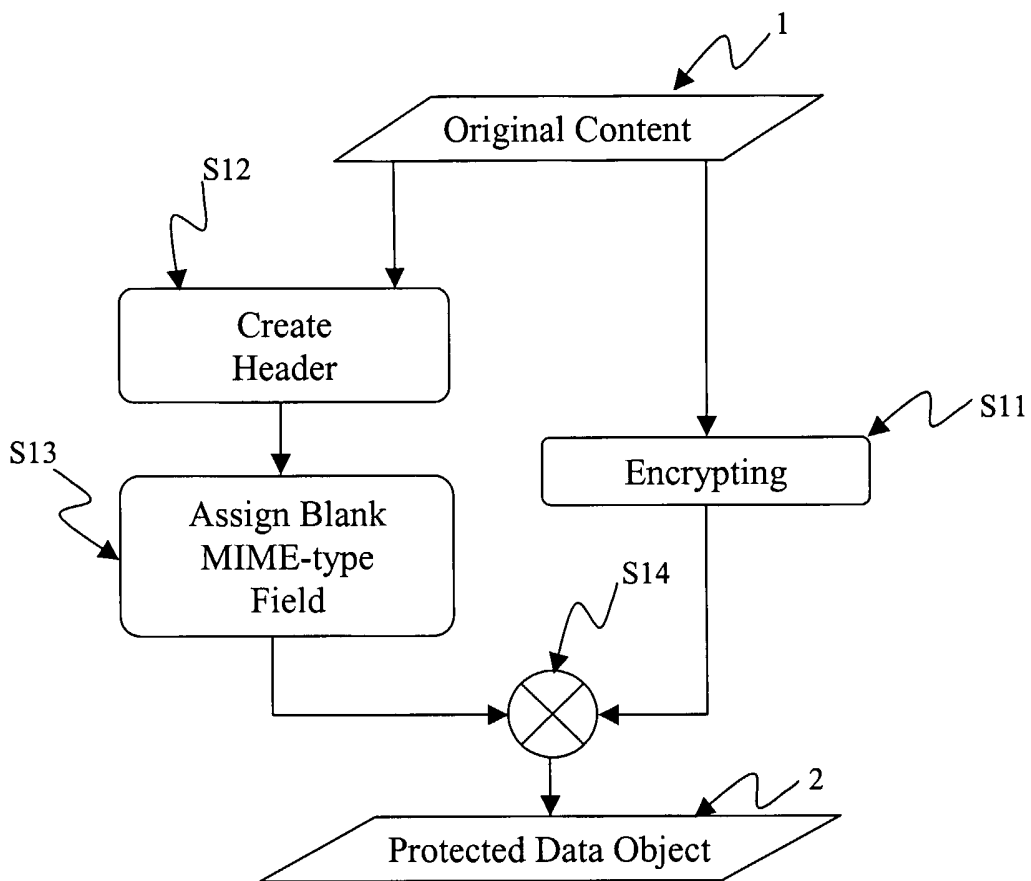 1
Original Content
S12
Create
Header
S11
S13
Encrypting
Assign Blank
MIME-type
Field
S14
2
Protected Data Object